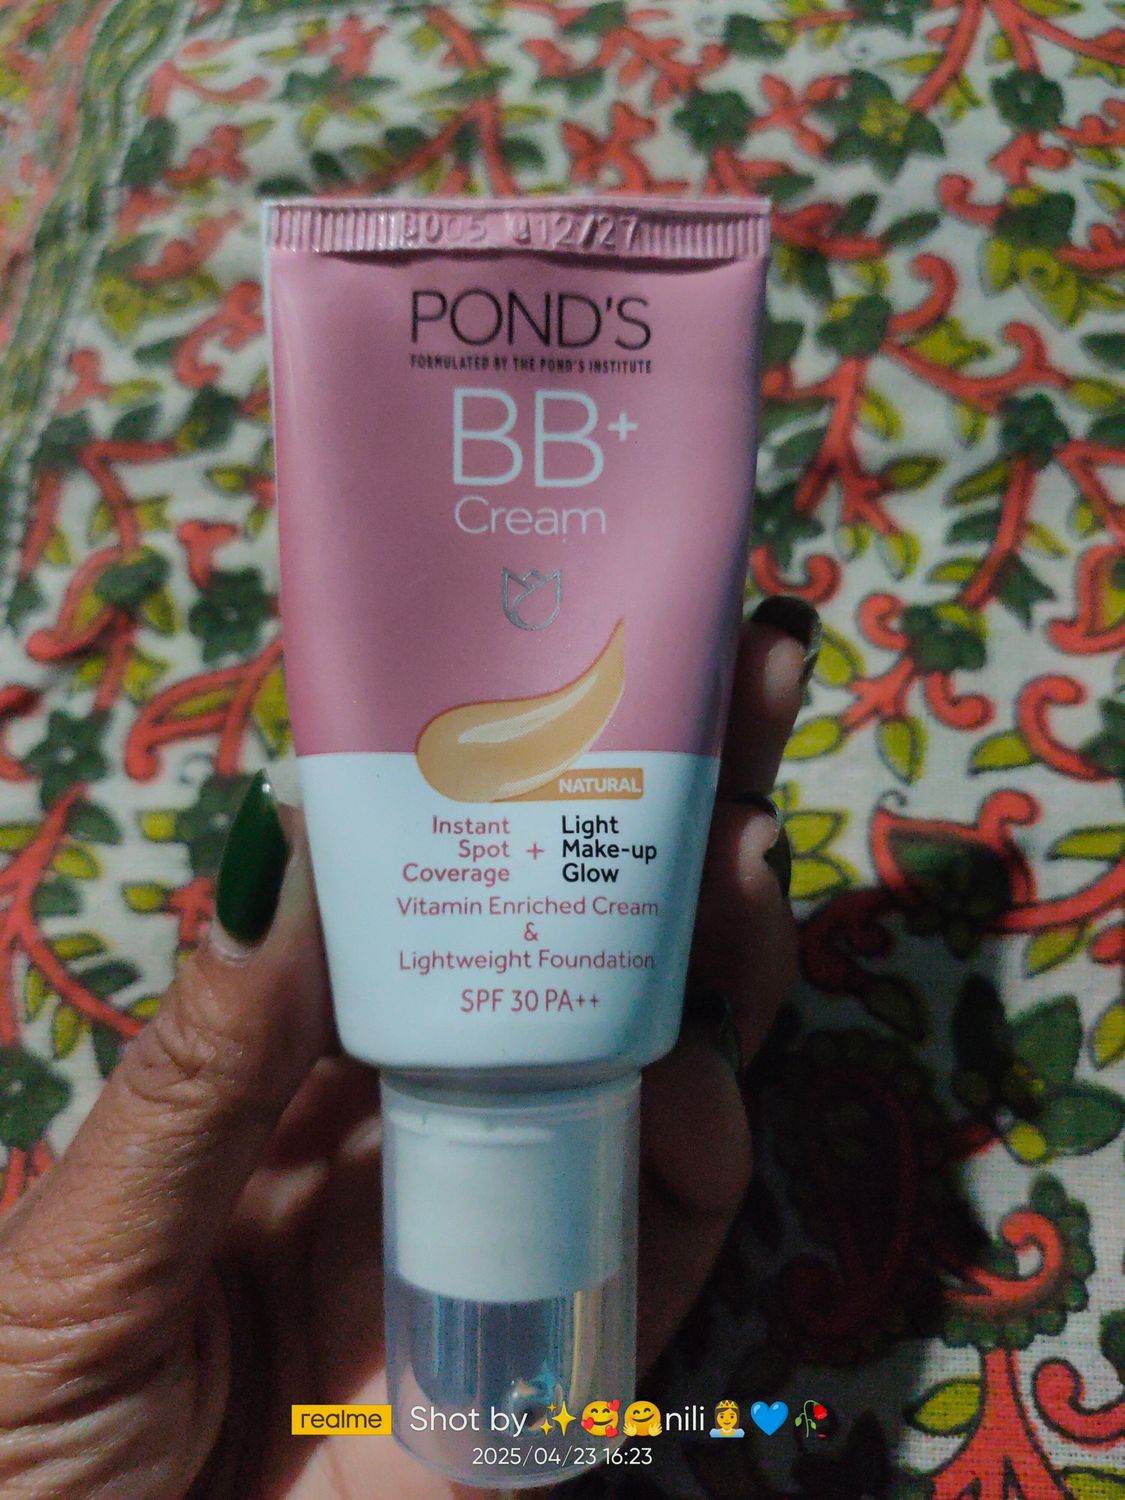 12/27
POND'S
FORMULATED BY THE POND'S INSTITUTE
BB+
Cream
NATURAL
Instant
Spot
Coverage
+
Light
Make-up
Glow
Vitamin Enriched Cream
&
Lightweight Foundation
SPF 30 PA++
realme Shot by ✨🥰🤗nili👸💙🥀
2025/04/23 16:23